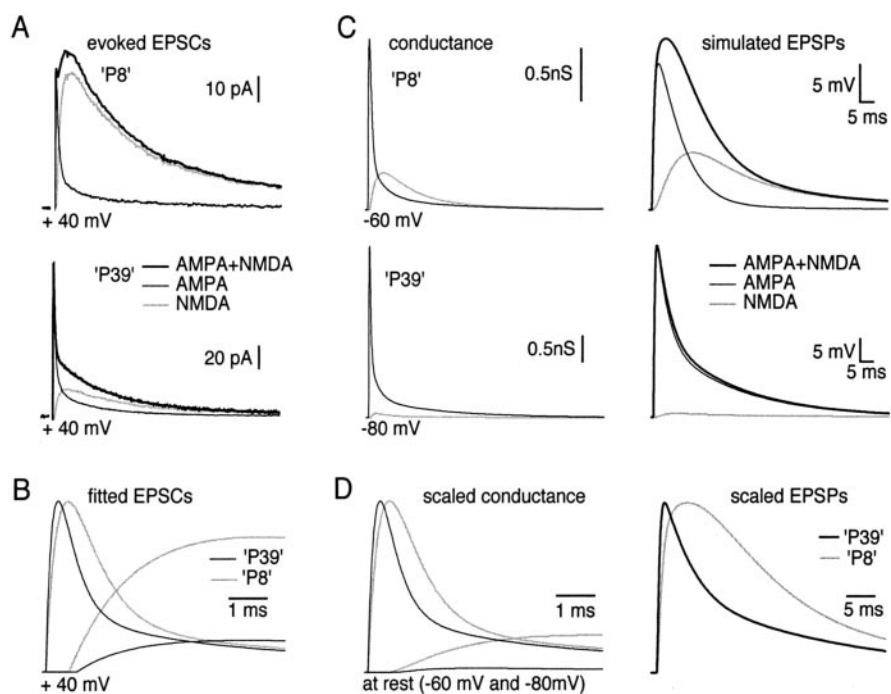 A
evoked EPSCs
'P8'
10 pA
+ 40 mV
'P39'
AMPA+NMDA
AMPA
NMDA
20 pA
+ 40 mV
C
conductance
'P8'
0.5nS
-60 mV
'P39'
0.5nS
-80 mV
simulated EPSPs
5 mV
5 ms
AMPA+NMDA
AMPA
NMDA
5 mV
5 ms
B
fitted EPSCs
'P39'
'P8'
1 ms
+ 40 mV
D
scaled conductance
1 ms
at rest (-60 mV and -80mV)
scaled EPSPs
'P39'
'P8'
5 ms